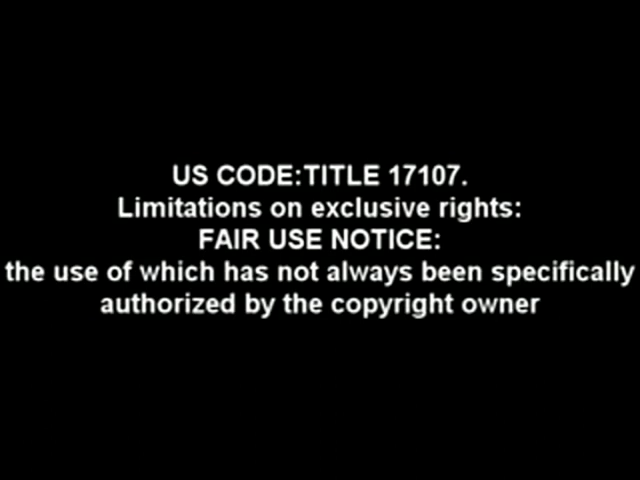 US CODE:TITLE 17107.
Limitations on exclusive rights:
FAIR USE NOTICE:
the use of which has not always been specifically
authorized by the copyright owner